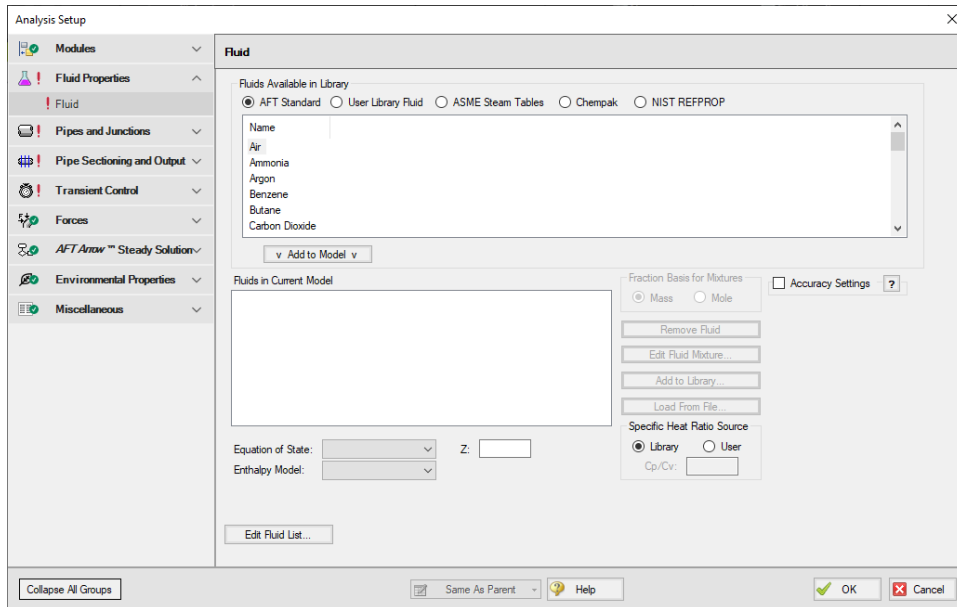 Analysis Setup
Modules
Fluid Properties
Fluid
Pipes and Junctions
Pipe Sectioning and Output
Transient Control
Forces
AFT Arrow ™ Steady Solution
Environmental Properties
Miscellaneous
Fluid
Fluids Available in Library
AFT Standard User Library Fluid ASME Steam Tables Chempak NIST REFPROP
Name
Air
Ammonia
Argon
Benzene
Butane
Carbon Dioxide
v Add to Model v
Fluids in Current Model
Fraction Basis for Mixtures
Mass Mole
Accuracy Settings ?
Remove Fluid
Edit Fluid Mixture...
Add to Library...
Load From File...
Specific Heat Ratio Source
Library User
Cp/Cv:
Equation of State: Z:
Enthalpy Model:
Edit Fluid List...
Collapse All Groups Same As Parent Help OK Cancel